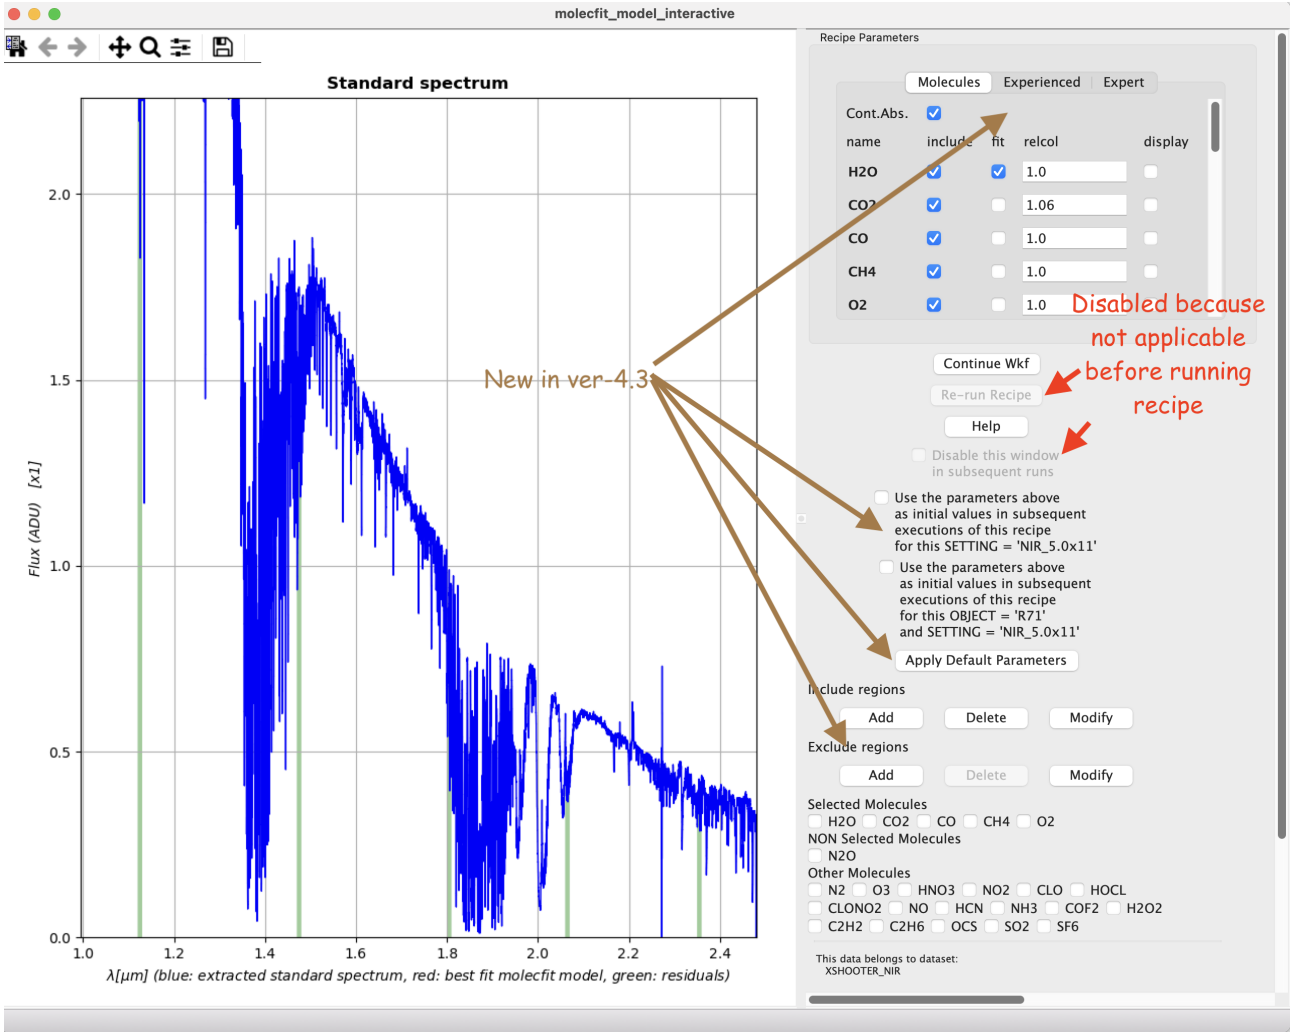 molecfit_model_interactive
Recipe Parameters
Standard spectrum
Molecules Experienced Expert
Cont.Abs.
name include fit relcol display
H2O 1.0
CO2 1.06
CO 1.0
CH4 1.0
O2 1.0
Disabled because
not applicable
before running
recipe
New in ver-4.3
Continue Wkf
Re-run Recipe
Help
Disable this window
in subsequent runs
Use the parameters above
as initial values in subsequent
executions of this recipe
for this SETTING = 'NIR_5.0x11'
Use the parameters above
as initial values in subsequent
executions of this recipe
for this OBJECT = 'R71'
and SETTING = 'NIR_5.0x11'
Apply Default Parameters
Include regions
Add Delete Modify
Exclude regions
Add Delete Modify
Selected Molecules
H2O CO2 CO CH4 O2
NON Selected Molecules
N2O
Other Molecules
N2 O3 HNO3 NO2 CLO HOCL
CLONO2 NO HCN NH3 COF2 H2O2
C2H2 C2H6 OCS SO2 SF6
This data belongs to dataset:
XSHOOTER_NIR
Flux (ADU) [x1]
2.0
1.5
1.0
0.5
0.0
1.0 1.2 1.4 1.6 1.8 2.0 2.2 2.4
λ[μm] (blue: extracted standard spectrum, red: best fit molecfit model, green: residuals)